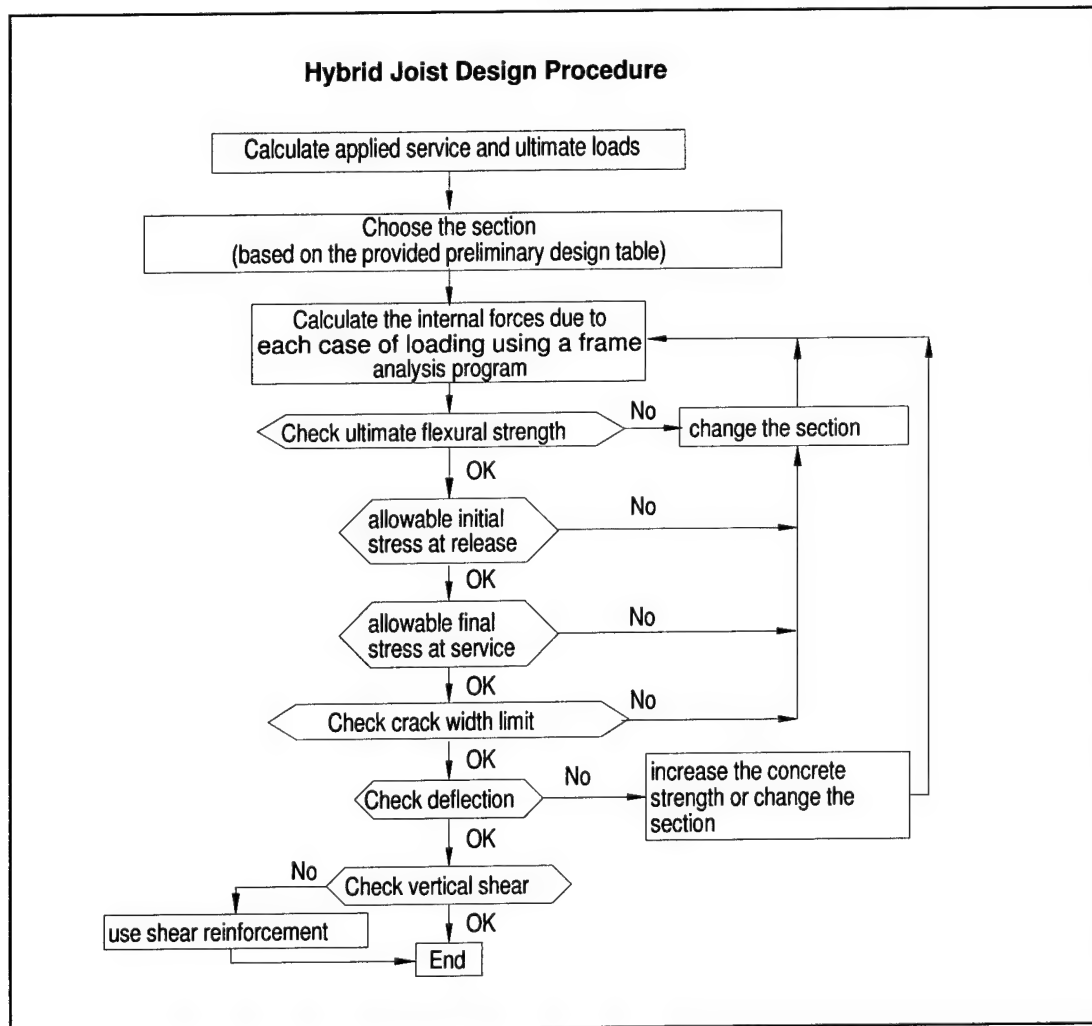 Hybrid Joist Design Procedure
Calculate applied service and ultimate loads
Choose the section
(based on the provided preliminary design table)
Calculate the internal forces due to
each case of loading using a frame
analysis program
Check ultimate flexural strength
No
change the section
OK
allowable initial
stress at release
No
OK
allowable final
stress at service
No
OK
Check crack width limit
No
OK
Check deflection
No
increase the concrete
strength or change the
section
OK
No
Check vertical shear
use shear reinforcement
OK
End